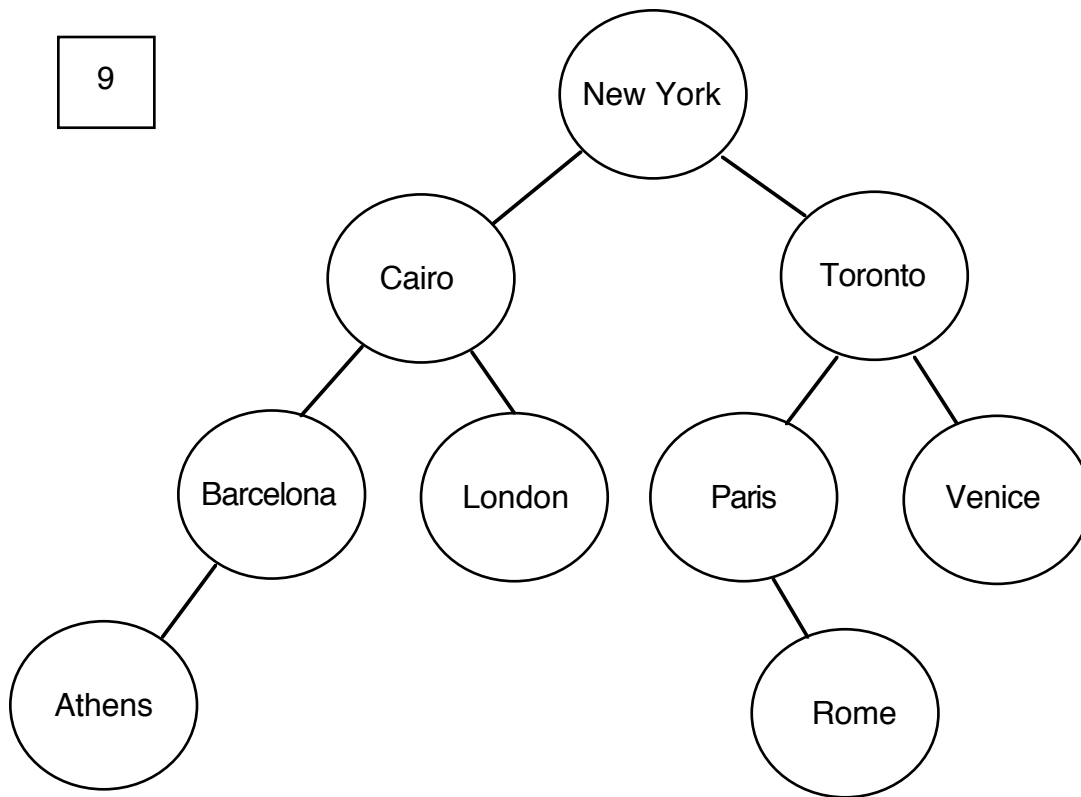 9
New York
Cairo
Toronto
Barcelona
London
Paris
Venice
Athens
Rome